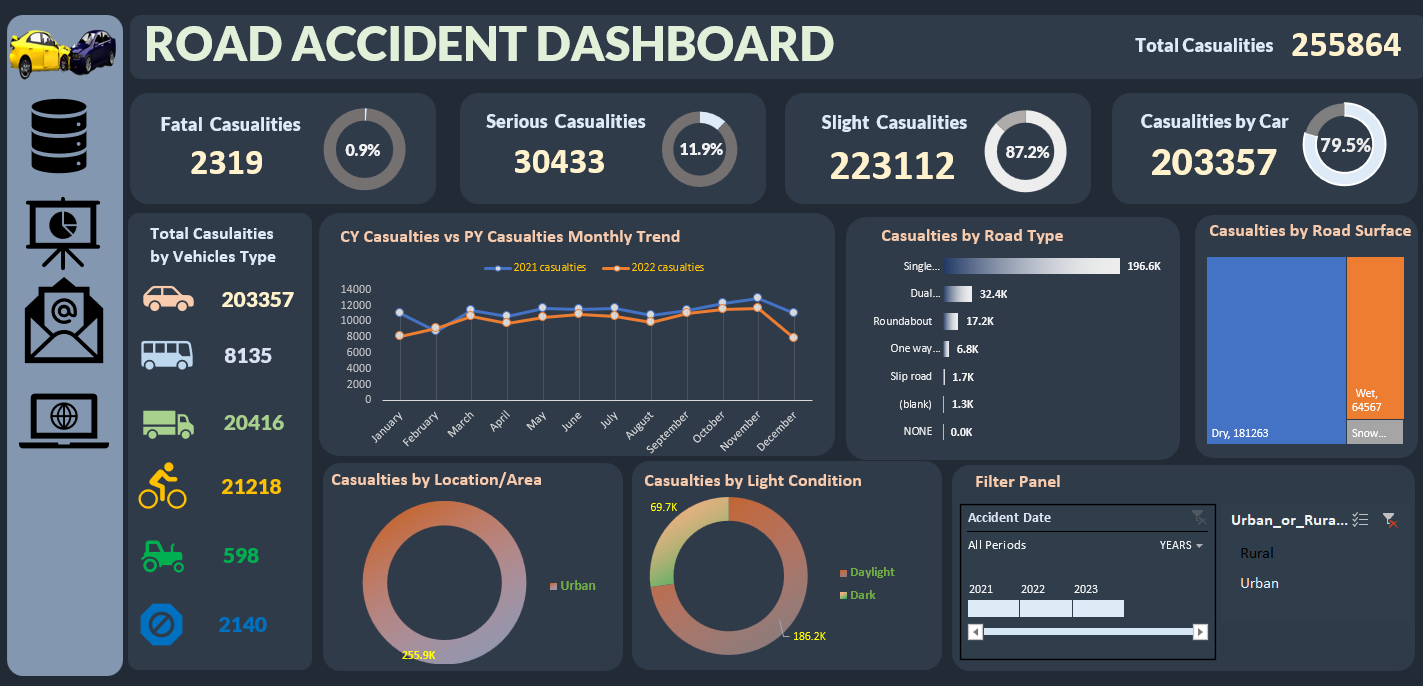 ROAD ACCIDENT DASHBOARD
Total Casualities 255864
Fatal Casualities
2319
0.9%
Serious Casualities
30433
11.9%
Slight Casualities
223112
87.2%
Casualities by Car
203357
79.5%
Total Casulaities
by Vehicles Type
203357
8135
20416
21218
598
2140
CY Casualties vs PY Casualties Monthly Trend
2021 casualties 2022 casualties
14000
12000
10000
8000
6000
4000
2000
0
January February March April May June July August September October November December
Casualties by Road Type
Single... 196.6K
Dual... 32.4K
Roundabout 17.2K
One way... 6.8K
Slip road 1.7K
(blank) 1.3K
NONE 0.0K
Casualties by Road Surface
Dry, 181263
Wet,
64567
Snow...
Casualties by Location/Area
Urban
255.9K
Casualties by Light Condition
69.7K
Daylight
Dark
186.2K
Filter Panel
Accident Date
All Periods YEARS
2021 2022 2023
Urban_or_Rura...
Rural
Urban
@